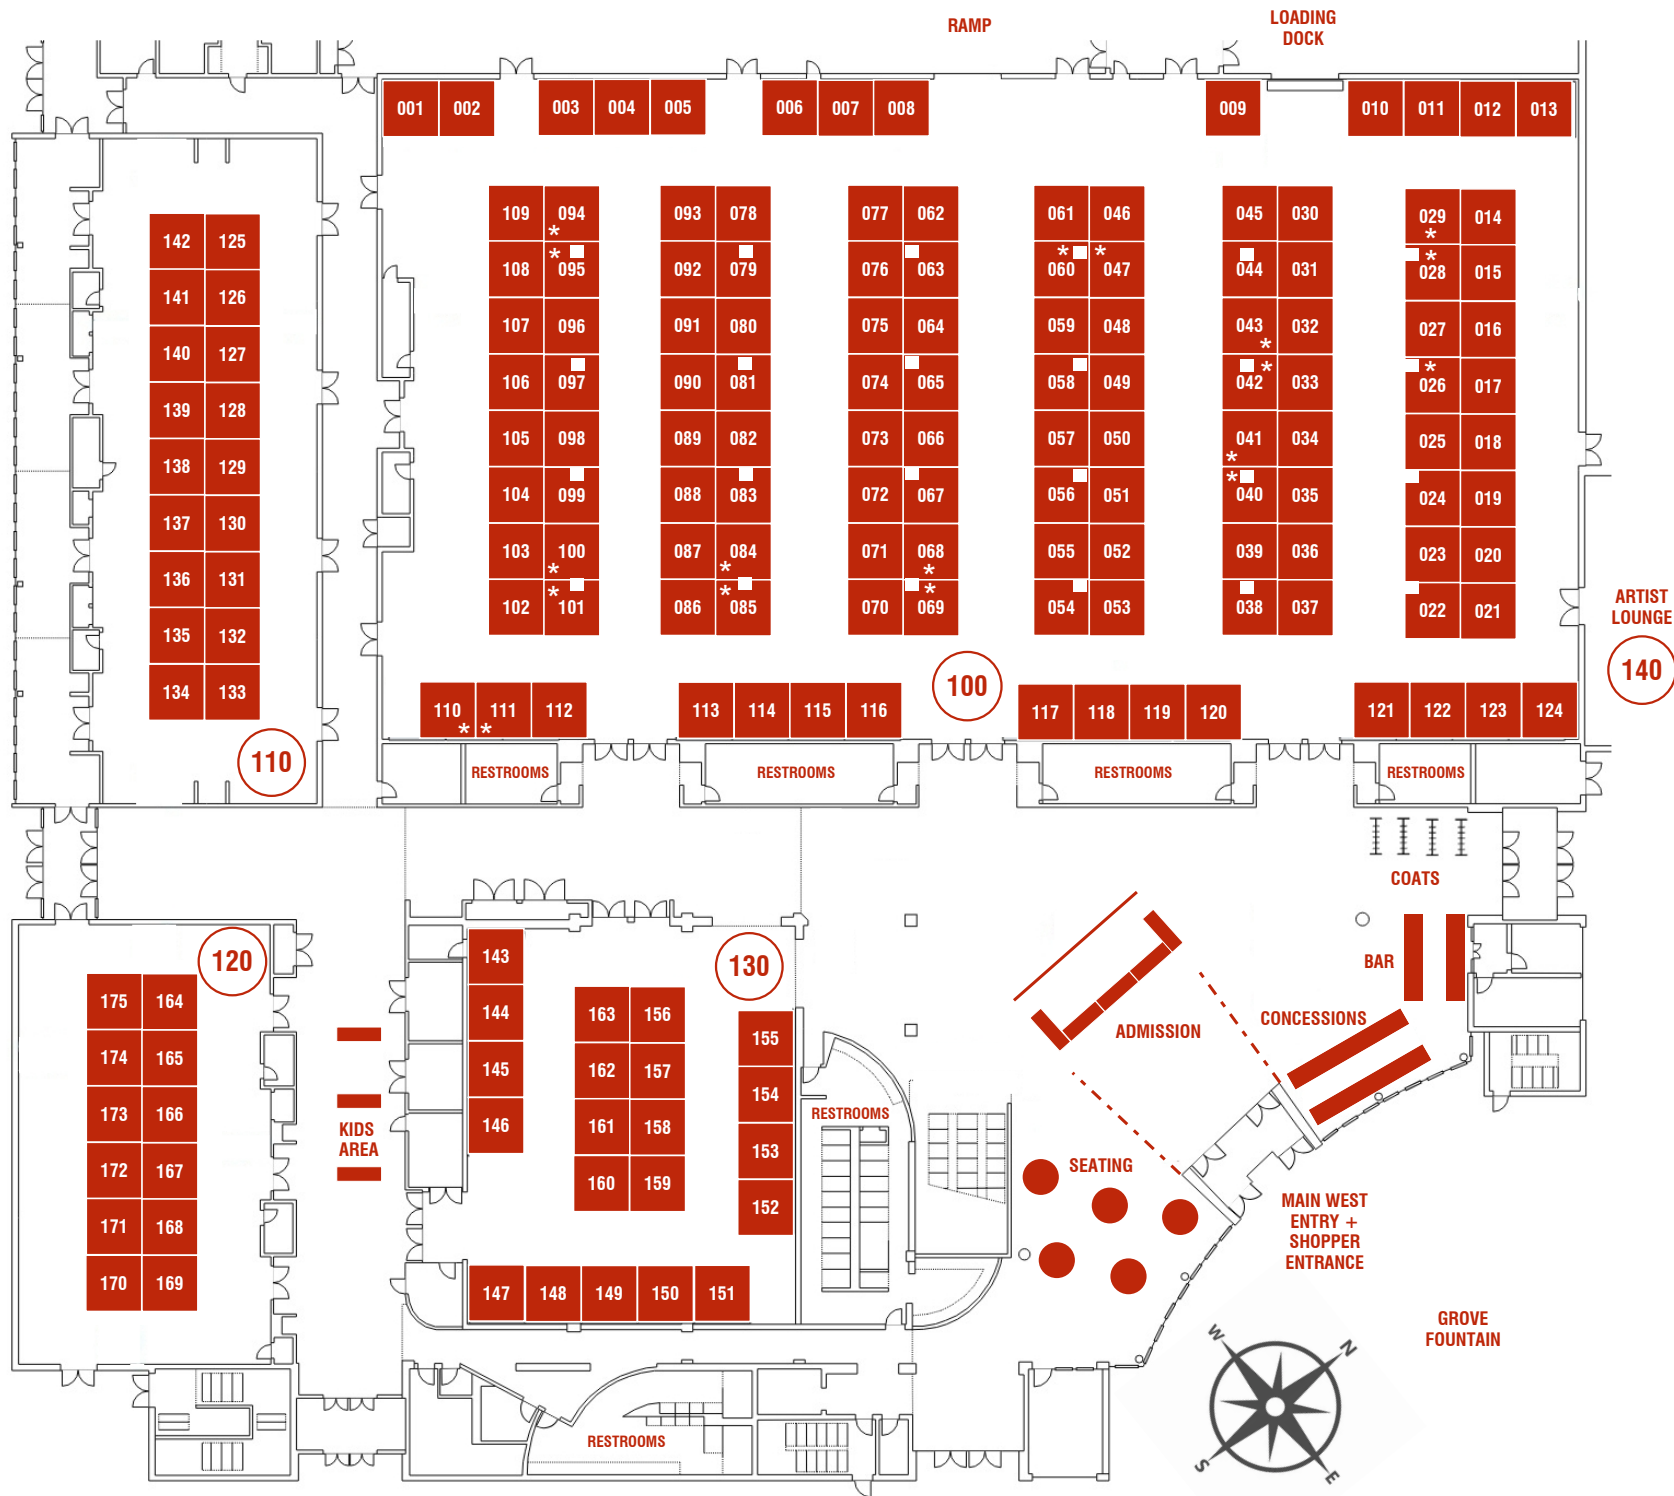 RAMP
LOADING
DOCK
001 002 003 004 005 006 007 008 009 010 011 012 013
109 094 093 078 077 062 061 046 045 030 029 014
* *
108 095 092 079 076 063 060 047 044 031 028 015
* * * *
107 096 091 080 075 064 059 048 043 032 027 016
*
106 097 090 081 074 065 058 049 042 033 026 017
* *
105 098 089 082 073 066 057 050 041 034 025 018
*
104 099 088 083 072 067 056 051 040 035 024 019
*
103 100 087 084 071 068 055 052 039 036 023 020
* * *
102 101 086 085 070 069 054 053 038 037 022 021
* * *
142 125
141 126
140 127
139 128
138 129
137 130
136 131
135 132
134 133
110
ARTIST
LOUNGE
140
100
110 111 112 113 114 115 116 117 118 119 120 121 122 123 124
* *
RESTROOMS RESTROOMS RESTROOMS RESTROOMS
COATS
BAR
CONCESSIONS
ADMISSION
120
175 164
174 165
173 166
172 167
171 168
170 169
KIDS
AREA
130
143
144
145
146
163 156
162 157
161 158
160 159
155
154
153
152
147 148 149 150 151
RESTROOMS
SEATING
MAIN WEST
ENTRY +
SHOPPER
ENTRANCE
GROVE
FOUNTAIN
RESTROOMS
W N
S E